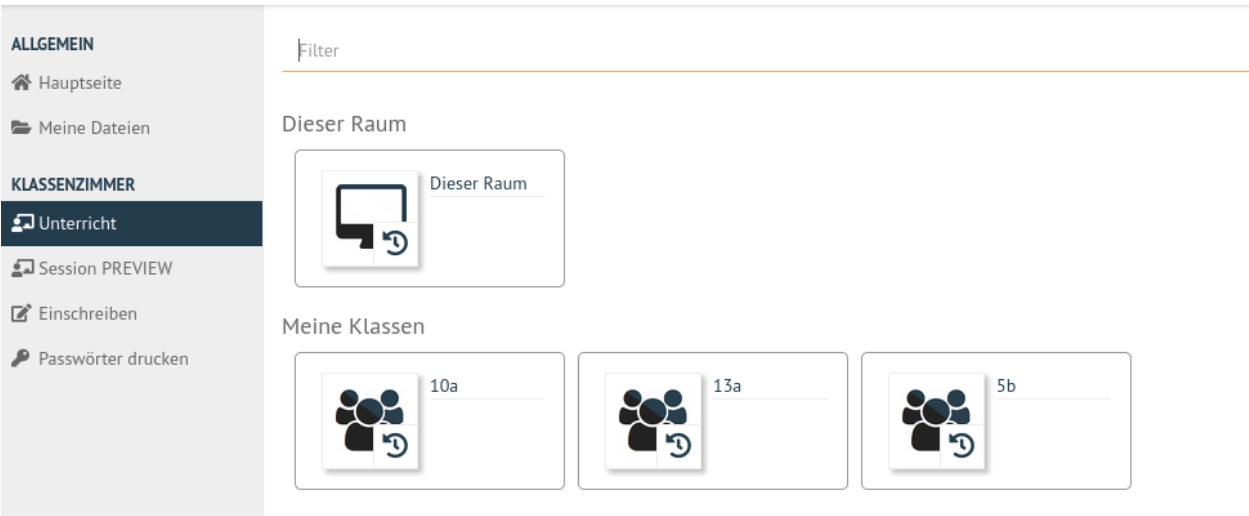 ALLGEMEIN
Hauptseite
Meine Dateien
KLASSENZIMMER
Unterricht
Session PREVIEW
Einschreiben
Passwörter drucken
Filter
Dieser Raum
Dieser Raum
Meine Klassen
10a
13a
5b